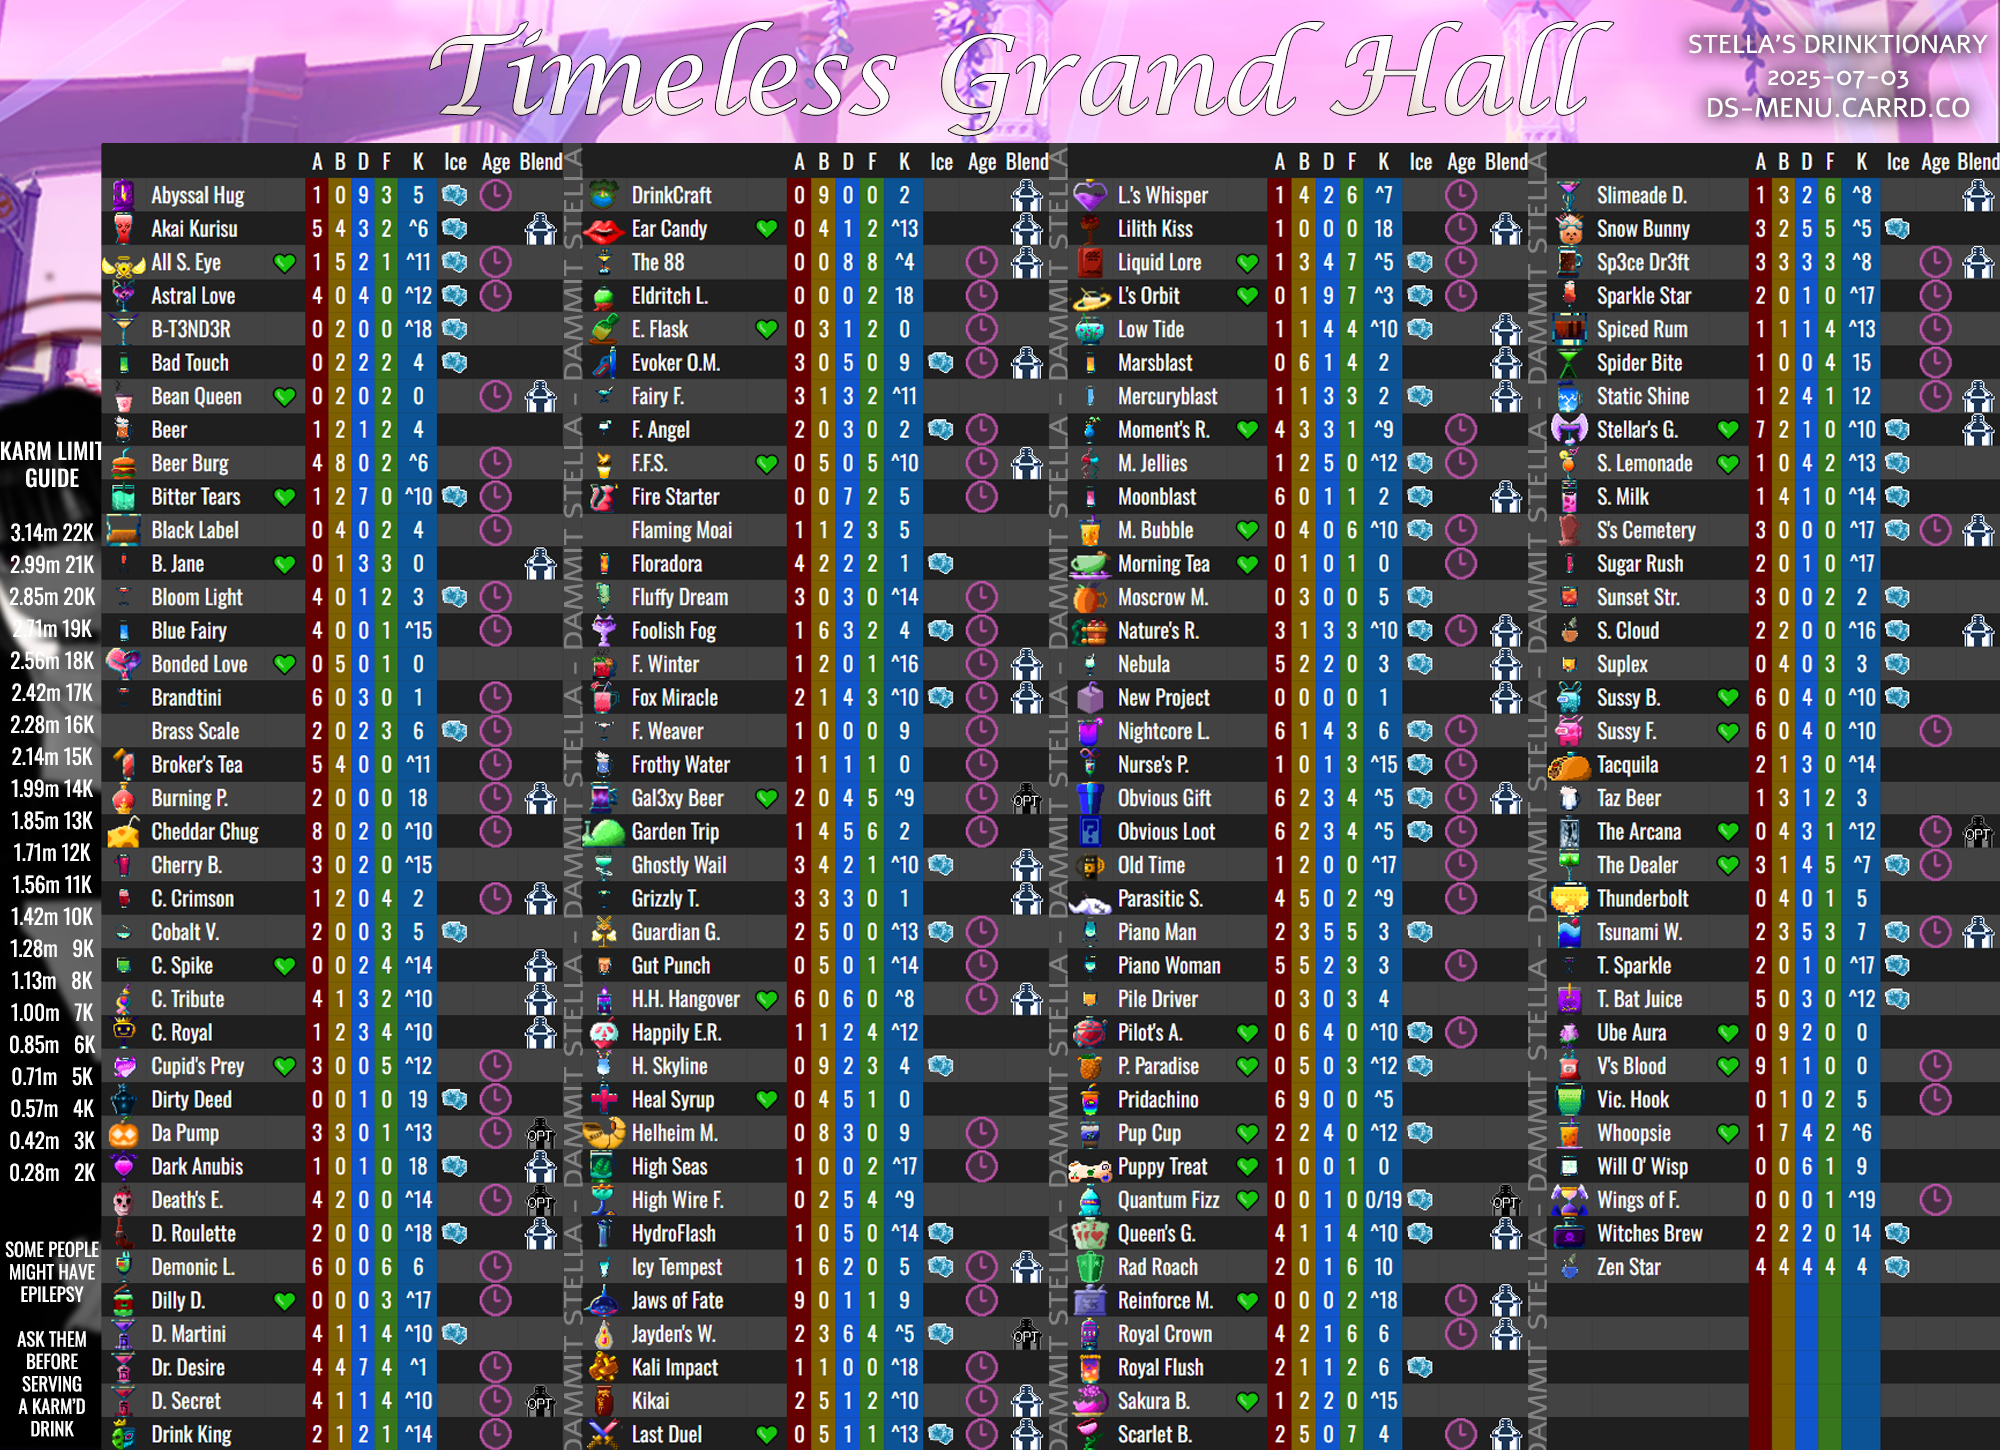 Timeless Grand Hall
STELLA'S DRINKTIONARY
2025-07-03
DS-MENU.CARRD.CO
A B D F K Ice Age Blend
Abyssal Hug 1 0 9 3 5
Akai Kurisu 5 4 3 2 ^6
All S. Eye 1 5 2 1 ^11
Astral Love 4 0 4 0 ^12
B-T3ND3R 0 2 0 0 ^18
Bad Touch 0 2 2 2 4
Bean Queen 0 2 0 2 0
Beer 1 2 1 2 4
Beer Burg 4 8 0 2 ^6
Bitter Tears 1 2 7 0 ^10
Black Label 0 4 0 2 4
B. Jane 0 1 3 3 0
Bloom Light 4 0 1 2 3
Blue Fairy 4 0 0 1 ^15
Bonded Love 0 5 0 1 0
Brandtini 6 0 3 0 1
Brass Scale 2 0 2 3 6
Broker's Tea 5 4 0 0 ^11
Burning P. 2 0 0 0 18
Cheddar Chug 8 0 2 0 ^10
Cherry B. 3 0 2 0 ^15
C. Crimson 1 2 0 4 2
Cobalt V. 2 0 0 3 5
C. Spike 0 0 2 4 ^14
C. Tribute 4 1 3 2 ^10
C. Royal 1 2 3 4 ^10
Cupid's Prey 3 0 0 5 ^12
Dirty Deed 0 0 1 0 19
Da Pump 3 3 0 1 ^13 OPT
Dark Anubis 1 0 1 0 18
Death's E. 4 2 0 0 ^14 OPT
D. Roulette 2 0 0 0 ^18
Demonic L. 6 0 0 6 6
Dilly D. 0 0 0 3 ^17
D. Martini 4 1 1 4 ^10
Dr. Desire 4 4 7 4 ^1
D. Secret 4 1 1 4 ^10 OPT
Drink King 2 1 2 1 ^14
A B D F K Ice Age Blend
DrinkCraft 0 9 0 0 2
Ear Candy 0 4 1 2 ^13
The 88 0 0 8 8 ^4
Eldritch L. 0 0 0 2 18
E. Flask 0 3 1 2 0
Evoker O.M. 3 0 5 0 9
Fairy F. 3 1 3 2 ^11
F. Angel 2 0 3 0 2
F.F.S. 0 5 0 5 ^10
Fire Starter 0 0 7 2 5
Flaming Moai 1 1 2 3 5
Floradora 4 2 2 2 1
Fluffy Dream 3 0 3 0 ^14
Foolish Fog 1 6 3 2 4
F. Winter 1 2 0 1 ^16
Fox Miracle 2 1 4 3 ^10
F. Weaver 1 0 0 0 9
Frothy Water 1 1 1 1 0
Gal3xy Beer 2 0 4 5 ^9 OPT
Garden Trip 1 4 5 6 2
Ghostly Wail 3 4 2 1 ^10
Grizzly T. 3 3 3 0 1
Guardian G. 2 5 0 0 ^13
Gut Punch 0 5 0 1 ^14
H.H. Hangover 6 0 6 0 ^8
Happily E.R. 1 1 2 4 ^12
H. Skyline 0 9 2 3 4
Heal Syrup 0 4 5 1 0
Helheim M. 0 8 3 0 9
High Seas 1 0 0 2 ^17
High Wire F. 0 2 5 4 ^9
HydroFlash 1 0 5 0 ^14
Icy Tempest 1 6 2 0 5
Jaws of Fate 9 0 1 1 9
Jayden's W. 2 3 6 4 ^5 OPT
Kali Impact 1 1 0 0 ^18
Kikai 2 5 1 2 ^10
Last Duel 0 5 1 1 ^13
A B D F K Ice Age Blend
L.'s Whisper 1 4 2 6 ^7
Lilith Kiss 1 0 0 0 18
Liquid Lore 1 3 4 7 ^5
L's Orbit 0 1 9 7 ^3
Low Tide 1 1 4 4 ^10
Marsblast 0 6 1 4 2
Mercuryblast 1 1 3 3 2
Moment's R. 4 3 3 1 ^9
M. Jellies 1 2 5 0 ^12
Moonblast 6 0 1 1 2
M. Bubble 0 4 0 6 ^10
Morning Tea 0 1 0 1 0
Moscrow M. 0 3 0 0 5
Nature's R. 3 1 3 3 ^10
Nebula 5 2 2 0 3
New Project 0 0 0 0 1
Nightcore L. 6 1 4 3 6
Nurse's P. 1 0 1 3 ^15
Obvious Gift 6 2 3 4 ^5
Obvious Loot 6 2 3 4 ^5
Old Time 1 2 0 0 ^17
Parasitic S. 4 5 0 2 ^9
Piano Man 2 3 5 5 3
Piano Woman 5 5 2 3 3
Pile Driver 0 3 0 3 4
Pilot's A. 0 6 4 0 ^10
P. Paradise 0 5 0 3 ^12
Pridachino 6 9 0 0 ^5
Pup Cup 2 2 4 0 ^12
Puppy Treat 1 0 0 1 0
Quantum Fizz 0 0 1 0 0/19 OPT
Queen's G. 4 1 1 4 ^10
Rad Roach 2 0 1 6 10
Reinforce M. 0 0 0 2 ^18
Royal Crown 4 2 1 6 6
Royal Flush 2 1 1 2 6
Sakura B. 1 2 2 0 ^15
Scarlet B. 2 5 0 7 4
A B D F K Ice Age Blend
Slimeade D. 1 3 2 6 ^8
Snow Bunny 3 2 5 5 ^5
Sp3ce Dr3ft 3 3 3 3 ^8
Sparkle Star 2 0 1 0 ^17
Spiced Rum 1 1 1 4 ^13
Spider Bite 1 0 0 4 15
Static Shine 1 2 4 1 12
Stellar's G. 7 2 1 0 ^10
S. Lemonade 1 0 4 2 ^13
S. Milk 1 4 1 0 ^14
S's Cemetery 3 0 0 0 ^17
Sugar Rush 2 0 1 0 ^17
Sunset Str. 3 0 0 2 2
S. Cloud 2 2 0 0 ^16
Suplex 0 4 0 3 3
Sussy B. 6 0 4 0 ^10
Sussy F. 6 0 4 0 ^10
Tacquila 2 1 3 0 ^14
Taz Beer 1 3 1 2 3
The Arcana 0 4 3 1 ^12 OPT
The Dealer 3 1 4 5 ^7
Thunderbolt 0 4 0 1 5
Tsunami W. 2 3 5 3 7
T. Sparkle 2 0 1 0 ^17
T. Bat Juice 5 0 3 0 ^12
Ube Aura 0 9 2 0 0
V's Blood 9 1 1 0 0
Vic. Hook 0 1 0 2 5
Whoopsie 1 7 4 2 ^6
Will O' Wisp 0 0 6 1 9
Wings of F. 0 0 0 1 ^19
Witches Brew 2 2 2 0 14
Zen Star 4 4 4 4 4
KARM LIMIT
GUIDE
3.14m 22K
2.99m 21K
2.85m 20K
2.71m 19K
2.56m 18K
2.42m 17K
2.28m 16K
2.14m 15K
1.99m 14K
1.85m 13K
1.71m 12K
1.56m 11K
1.42m 10K
1.28m 9K
1.13m 8K
1.00m 7K
0.85m 6K
0.71m 5K
0.57m 4K
0.42m 3K
0.28m 2K
SOME PEOPLE
MIGHT HAVE
EPILEPSY
ASK THEM
BEFORE
SERVING
A KARM'D
DRINK
DAMMIT STELLA - DAMMIT STELLA - DAMMIT STELLA - DAMMIT STELLA - DAMMIT STELLA
DAMMIT STELLA - DAMMIT STELLA - DAMMIT STELLA - DAMMIT STELLA - DAMMIT STELLA
DAMMIT STELLA - DAMMIT STELLA - DAMMIT STELLA - DAMMIT STELLA - DAMMIT STELLA